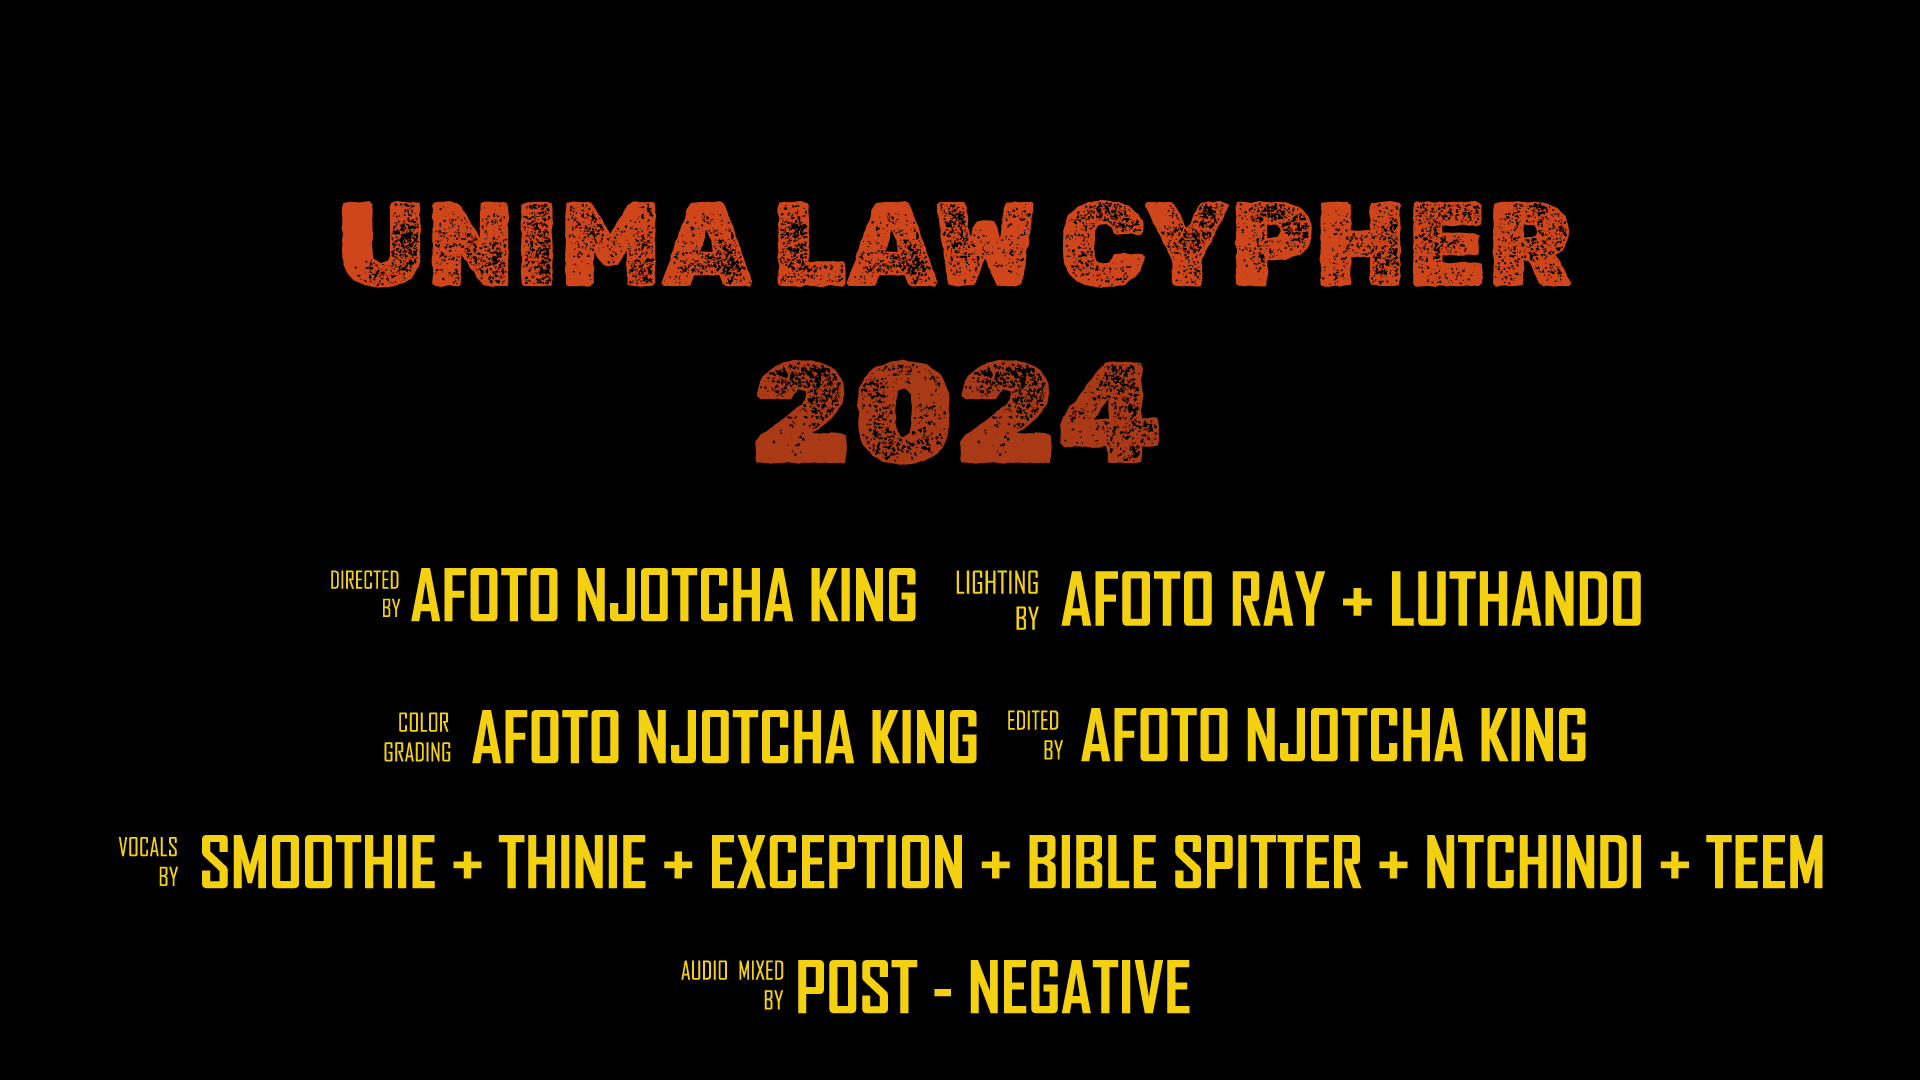 UNIMA LAW CYPHER
2024
DIRECTED BY AFOTO NJOTCHA KING LIGHTING BY AFOTO RAY + LUTHANDO
COLOR GRADING AFOTO NJOTCHA KING EDITED BY AFOTO NJOTCHA KING
VOCALS BY SMOOTHIE + THINIE + EXCEPTION + BIBLE SPITTER + NTCHINDI + TEEM
AUDIO MIXED BY POST - NEGATIVE